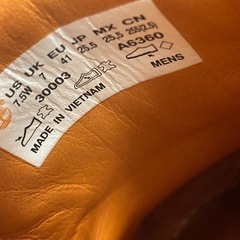 US UK EU JP MX CN
7.5W 7 41 25,5 25,5 255(2.5)
30003 A6360
MADE IN VIETNAM MENS